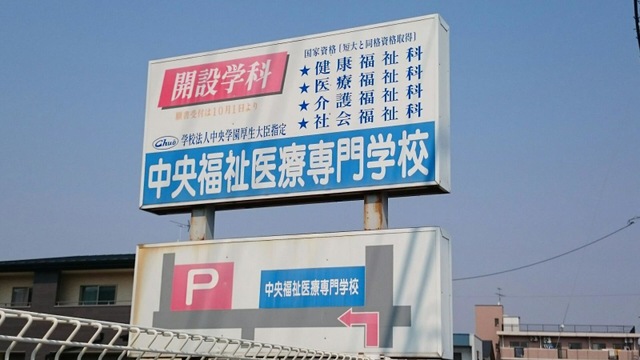 開設学科
願書受付は10月1日より
国家資格〔短大と同格資格取得〕
★健康福祉科
★医療福祉科
★介護福祉科
★社会福祉科
Chuo 学校法人中央学園厚生大臣指定
中央福祉医療専門学校
P
中央福祉医療専門学校